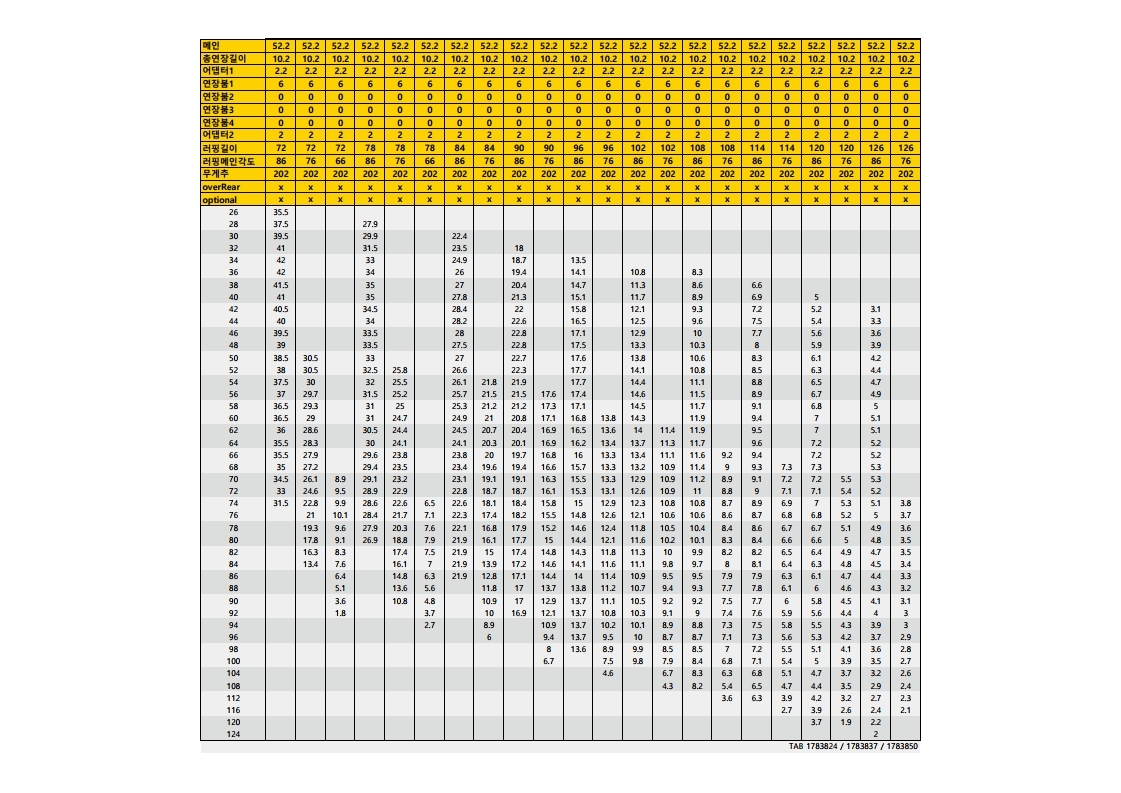 메인 52.2 52.2 52.2 52.2 52.2 52.2 52.2 52.2 52.2 52.2 52.2 52.2 52.2 52.2 52.2 52.2 52.2 52.2 52.2 52.2 52.2 52.2
총연장길이 10.2 10.2 10.2 10.2 10.2 10.2 10.2 10.2 10.2 10.2 10.2 10.2 10.2 10.2 10.2 10.2 10.2 10.2 10.2 10.2 10.2 10.2
어댑터1 2.2 2.2 2.2 2.2 2.2 2.2 2.2 2.2 2.2 2.2 2.2 2.2 2.2 2.2 2.2 2.2 2.2 2.2 2.2 2.2 2.2 2.2
연장붐1 6 6 6 6 6 6 6 6 6 6 6 6 6 6 6 6 6 6 6 6 6 6
연장붐2 0 0 0 0 0 0 0 0 0 0 0 0 0 0 0 0 0 0 0 0 0 0
연장붐3 0 0 0 0 0 0 0 0 0 0 0 0 0 0 0 0 0 0 0 0 0 0
연장붐4 0 0 0 0 0 0 0 0 0 0 0 0 0 0 0 0 0 0 0 0 0 0
어댑터2 2 2 2 2 2 2 2 2 2 2 2 2 2 2 2 2 2 2 2 2 2 2
러핑길이 72 72 72 78 78 78 84 84 90 90 96 96 102 102 108 108 114 114 120 120 126 126
러핑메인각도 86 76 66 86 76 66 86 76 86 76 86 76 86 76 86 76 86 76 86 76 86 76
무게추 202 202 202 202 202 202 202 202 202 202 202 202 202 202 202 202 202 202 202 202 202 202
overRear x x x x x x x x x x x x x x x x x x x x x x
optional x x x x x x x x x x x x x x x x x x x x x x
26 35.5
28 37.5 27.9
30 39.5 29.9 22.4
32 41 31.5 23.5 18
34 42 33 24.9 18.7 13.5
36 42 34 26 19.4 14.1 10.8 8.3
38 41.5 35 27 20.4 14.7 11.3 8.6 6.6
40 41 35 27.8 21.3 15.1 11.7 8.9 6.9 5
42 40.5 34.5 28.4 22 15.8 12.1 9.3 7.2 5.2 3.1
44 40 34 28.2 22.6 16.5 12.5 9.6 7.5 5.4 3.3
46 39.5 33.5 28 22.8 17.1 12.9 10 7.7 5.6 3.6
48 39 33.5 27.5 22.8 17.5 13.3 10.3 8 5.9 3.9
50 38.5 30.5 33 27 22.7 17.6 13.8 10.6 8.3 6.1 4.2
52 38 30.5 32.5 25.8 26.6 22.3 17.7 14.1 10.8 8.5 6.3 4.4
54 37.5 30 32 25.5 26.1 21.8 21.9 17.7 14.4 11.1 8.8 6.5 4.7
56 37 29.7 31.5 25.2 25.7 21.5 21.5 17.6 17.4 14.6 11.5 8.9 6.7 4.9
58 36.5 29.3 31 25 25.3 21.2 21.2 17.3 17.1 14.5 11.7 9.1 6.8 5
60 36.5 29 31 24.7 24.9 21 20.8 17.1 16.8 13.8 14.3 11.9 9.4 7 5.1
62 36 28.6 30.5 24.4 24.5 20.7 20.4 16.9 16.5 13.6 14 11.4 11.9 9.5 7 5.1
64 35.5 28.3 30 24.1 24.1 20.3 20.1 16.9 16.2 13.4 13.7 11.3 11.7 9.6 7.2 5.2
66 35.5 27.9 29.6 23.8 23.8 20 19.7 16.8 16 13.3 13.4 11.1 11.6 9.2 9.4 7.2 5.2
68 35 27.2 29.4 23.5 23.4 19.6 19.4 16.6 15.7 13.3 13.2 10.9 11.4 9 9.3 7.3 7.3 5.3
70 34.5 26.1 8.9 29.1 23.2 23.1 19.1 19.1 16.3 15.5 13.3 12.9 10.9 11.2 8.9 9.1 7.2 7.2 5.5 5.3
72 33 24.6 9.5 28.9 22.9 22.8 18.7 18.7 16.1 15.3 13.1 12.6 10.9 11 8.8 9 7.1 7.1 5.4 5.2
74 31.5 22.8 9.9 28.6 22.6 6.5 22.6 18.1 18.4 15.8 15 12.9 12.3 10.8 10.8 8.7 8.9 6.9 7 5.3 5.1 3.8
76 21 10.1 28.4 21.7 7.1 22.3 17.4 18.2 15.5 14.8 12.6 12.1 10.6 10.6 8.6 8.7 6.8 6.8 5.2 5 3.7
78 19.3 9.6 27.9 20.3 7.6 22.1 16.8 17.9 15.2 14.6 12.4 11.8 10.5 10.4 8.4 8.6 6.7 6.7 5.1 4.9 3.6
80 17.8 9.1 26.9 18.8 7.9 21.9 16.1 17.7 15 14.4 12.1 11.6 10.2 10.1 8.3 8.4 6.6 6.6 5 4.8 3.5
82 16.3 8.3 17.4 7.5 21.9 15 17.4 14.8 14.3 11.8 11.3 10 9.9 8.2 8.2 6.5 6.4 4.9 4.7 3.5
84 13.4 7.6 16.1 7 21.9 13.9 17.2 14.6 14.1 11.6 11.1 9.8 9.7 8 8.1 6.4 6.3 4.8 4.5 3.4
86 6.4 14.8 6.3 21.9 12.8 17.1 14.4 14 11.4 10.9 9.5 9.5 7.9 7.9 6.3 6.1 4.7 4.4 3.3
88 5.1 13.6 5.6 11.8 17 13.7 13.8 11.2 10.7 9.4 9.3 7.7 7.8 6.1 6 4.6 4.3 3.2
90 3.6 10.8 4.8 10.9 17 12.9 13.7 11.1 10.5 9.2 9.2 7.5 7.7 6 5.8 4.5 4.1 3.1
92 1.8 3.7 10 16.9 12.1 13.7 10.8 10.3 9.1 9 7.4 7.6 5.9 5.6 4.4 4 3
94 2.7 8.9 10.9 13.7 10.2 10.1 8.9 8.8 7.3 7.5 5.8 5.5 4.3 3.9 3
96 6 9.4 13.7 9.5 10 8.7 8.7 7.1 7.3 5.6 5.3 4.2 3.7 2.9
98 8 13.6 8.9 9.9 8.5 8.5 7 7.2 5.5 5.1 4.1 3.6 2.8
100 6.7 7.5 9.8 7.9 8.4 6.8 7.1 5.4 5 3.9 3.5 2.7
104 4.6 6.7 8.3 6.3 6.8 5.1 4.7 3.7 3.2 2.6
108 4.3 8.2 5.4 6.5 4.7 4.4 3.5 2.9 2.4
112 3.6 6.3 3.9 4.2 3.2 2.7 2.3
116 2.7 3.9 2.6 2.4 2.1
120 3.7 1.9 2.2
124 2
TAB 1783824 / 1783837 / 1783850